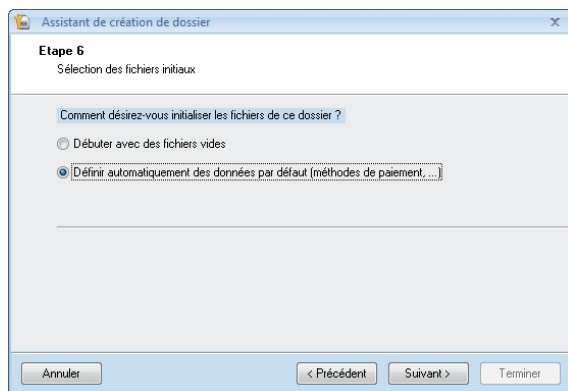 Assistant de création de dossier
Etape 6
Sélection des fichiers initiaux
Comment désirez-vous initialiser les fichiers de ce dossier ?
Débuter avec des fichiers vides
Définir automatiquement des données par défaut (méthodes de paiement, ...)
Annuler < Précédent Suivant > Terminer